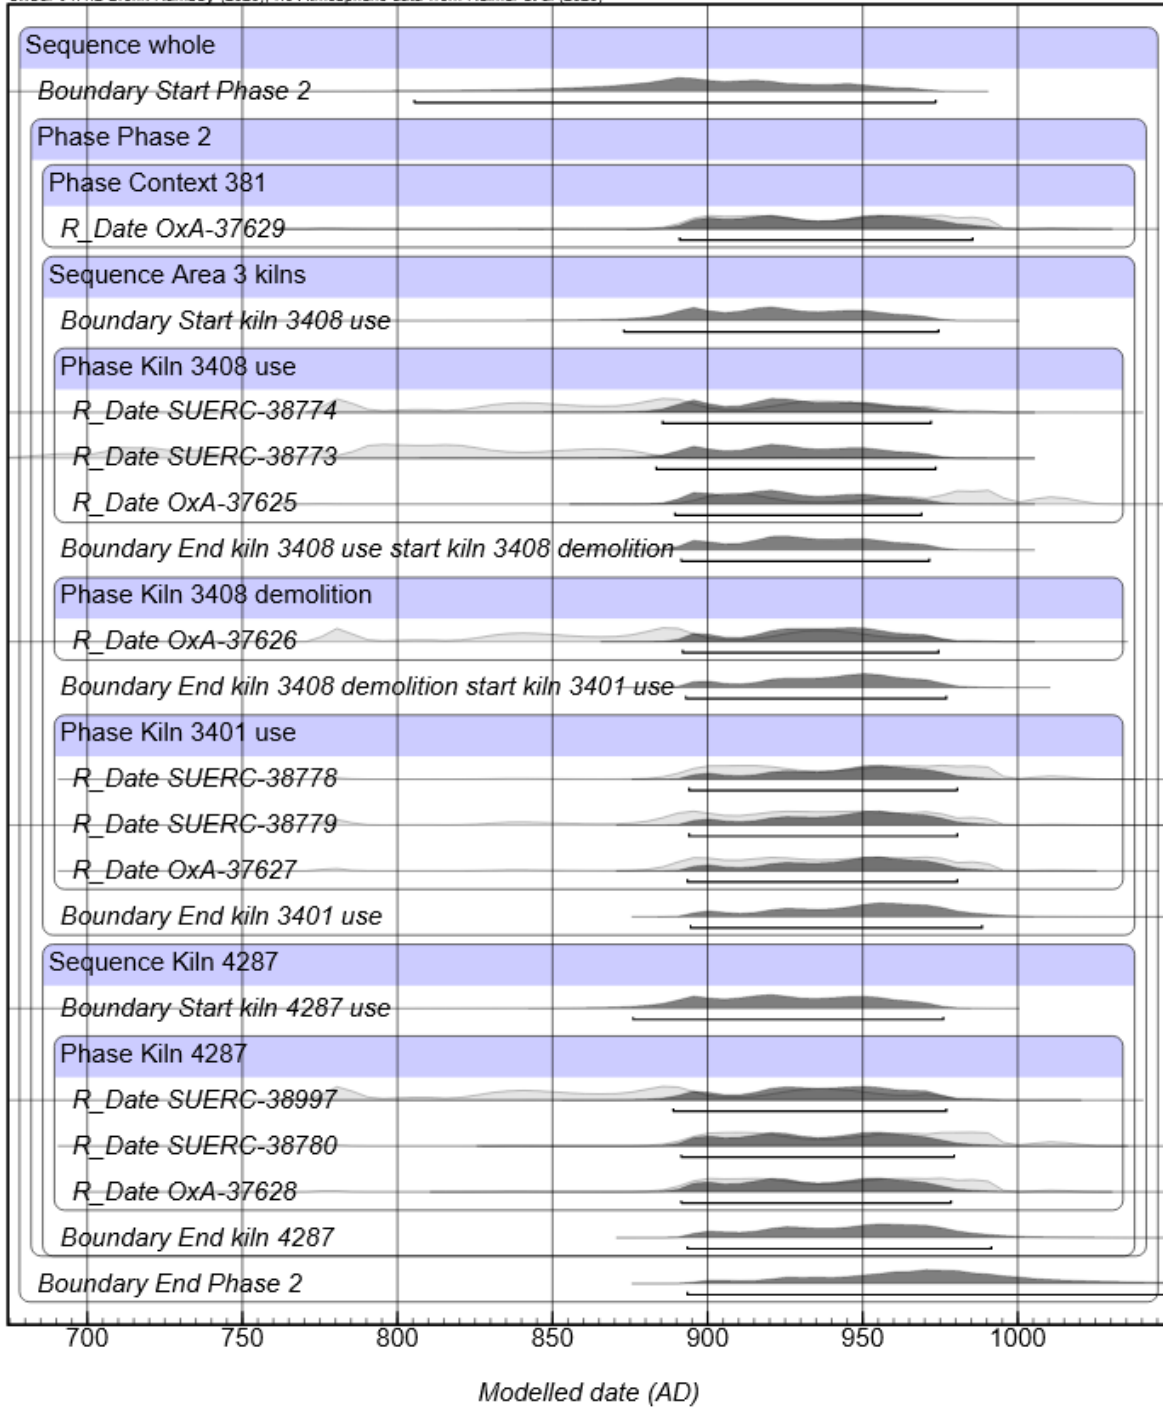 Sequence whole
Boundary Start Phase 2
Phase Phase 2
Phase Context 381
R_Date OxA-37629
Sequence Area 3 kilns
Boundary Start kiln 3408 use
Phase Kiln 3408 use
R_Date SUERC-38774
R_Date SUERC-38773
R_Date OxA-37625
Boundary End kiln 3408 use start kiln 3408 demolition
Phase Kiln 3408 demolition
R_Date OxA-37626
Boundary End kiln 3408 demolition start kiln 3401 use
Phase Kiln 3401 use
R_Date SUERC-38778
R_Date SUERC-38779
R_Date OxA-37627
Boundary End kiln 3401 use
Sequence Kiln 4287
Boundary Start kiln 4287 use
Phase Kiln 4287
R_Date SUERC-38997
R_Date SUERC-38780
R_Date OxA-37628
Boundary End kiln 4287
Boundary End Phase 2
700 750 800 850 900 950 1000
Modelled date (AD)